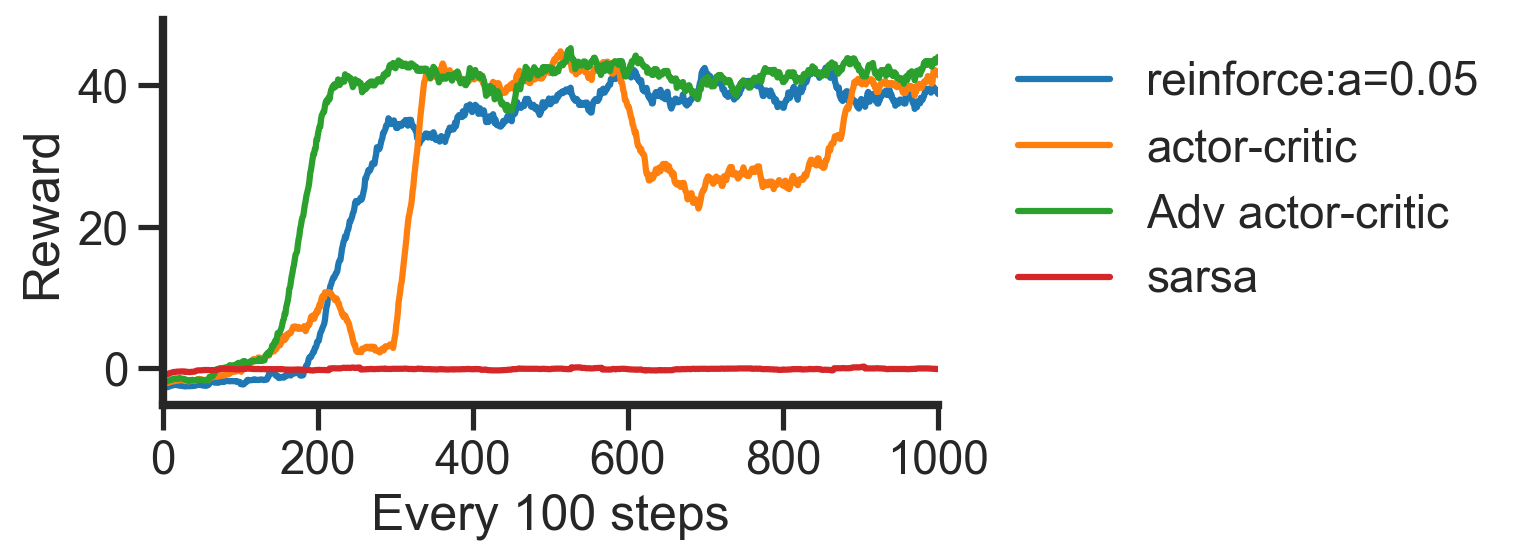 Reward
40
20
0
0 200 400 600 800 1000
Every 100 steps
reinforce:a=0.05
actor-critic
Adv actor-critic
sarsa